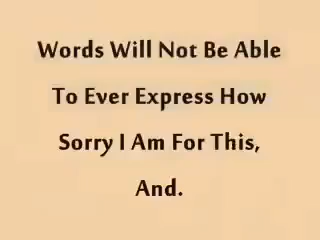 Words Will Not Be Able
To Ever Express How
Sorry I Am For This,
And.